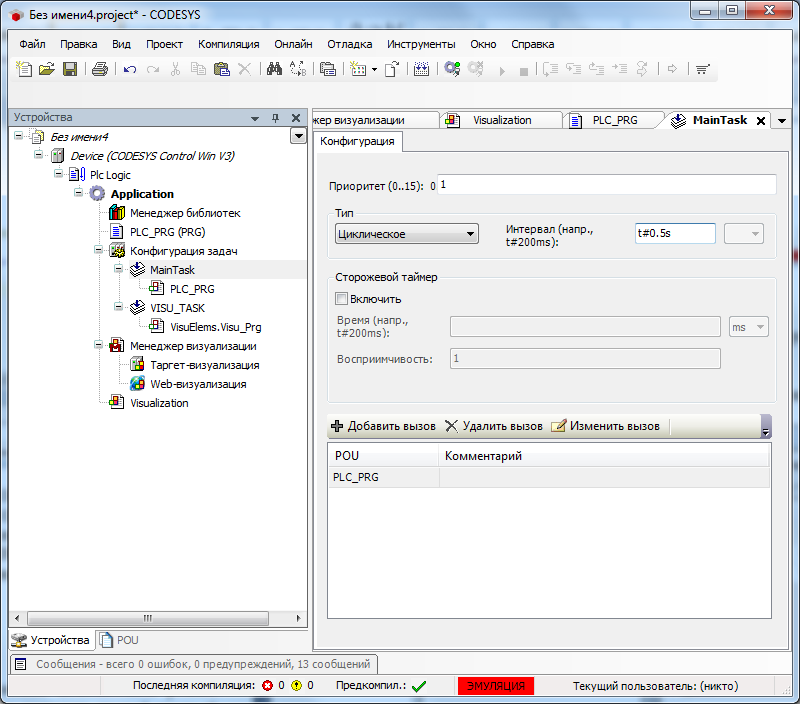 Без имени4.project* - CODESYS
Файл Правка Вид Проект Компиляция Онлайн Отладка Инструменты Окно Справка
Устройства
Без имени4
Device (CODESYS Control Win V3)
Plc Logic
Application
Менеджер библиотек
PLC_PRG (PRG)
Конфигурация задач
MainTask
PLC_PRG
VISU_TASK
VisuElems.Visu_Prg
Менеджер визуализации
Таргет-визуализация
Web-визуализация
Visualization
Устройства POU
жер визуализации Visualization PLC_PRG MainTask
Конфигурация
Приоритет (0..15): 0 1
Тип
Циклическое
Интервал (напр.,
t#200ms):
t#0.5s
Сторожевой таймер
Включить
Время (напр.,
t#200ms):
ms
Восприимчивость: 1
Добавить вызов Удалить вызов Изменить вызов
POU Комментарий
PLC_PRG
Сообщения - всего 0 ошибок, 0 предупреждений, 13 сообщений
Последняя компиляция: 0 0 Предкомпил.: ЭМУЛЯЦИЯ Текущий пользователь: (никто)